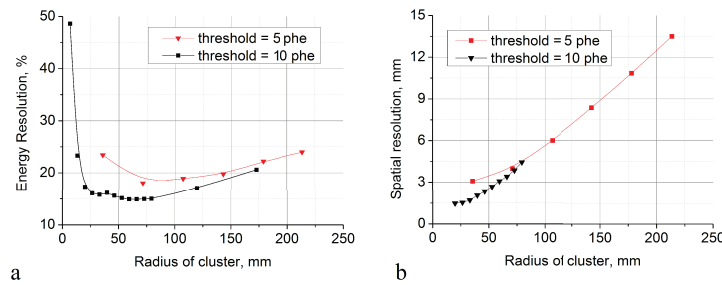 50
40
30
20
10
Energy Resolution, %
threshold = 5 phe
threshold = 10 phe
0 50 100 150 200 250
Radius of cluster, mm
a
15
12
9
6
3
0
Spatial resolution, mm
threshold = 5 phe
threshold = 10 phe
0 50 100 150 200 250
Radius of cluster, mm
b